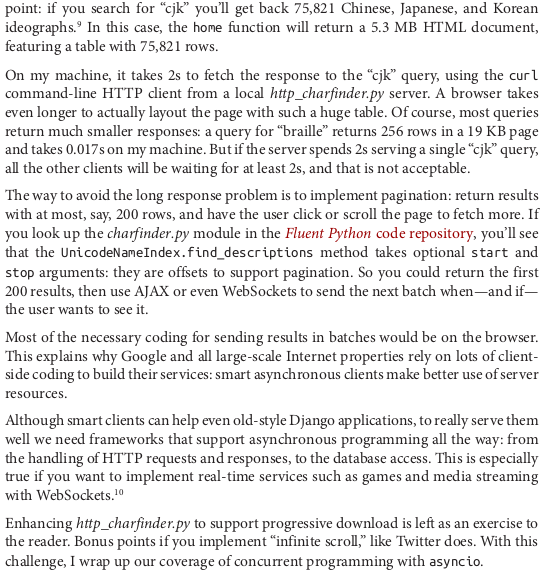 point: if you search for “cjk” you’ll get back 75,821 Chinese, Japanese, and Korean
ideographs.⁹ In this case, the home function will return a 5.3 MB HTML document,
featuring a table with 75,821 rows.
On my machine, it takes 2s to fetch the response to the “cjk” query, using the curl
command-line HTTP client from a local http_charfinder.py server. A browser takes
even longer to actually layout the page with such a huge table. Of course, most queries
return much smaller responses: a query for “braille” returns 256 rows in a 19 KB page
and takes 0.017s on my machine. But if the server spends 2s serving a single “cjk” query,
all the other clients will be waiting for at least 2s, and that is not acceptable.
The way to avoid the long response problem is to implement pagination: return results
with at most, say, 200 rows, and have the user click or scroll the page to fetch more. If
you look up the charfinder.py module in the Fluent Python code repository, you’ll see
that the UnicodeNameIndex.find_descriptions method takes optional start and
stop arguments: they are offsets to support pagination. So you could return the first
200 results, then use AJAX or even WebSockets to send the next batch when—and if—
the user wants to see it.
Most of the necessary coding for sending results in batches would be on the browser.
This explains why Google and all large-scale Internet properties rely on lots of client-
side coding to build their services: smart asynchronous clients make better use of server
resources.
Although smart clients can help even old-style Django applications, to really serve them
well we need frameworks that support asynchronous programming all the way: from
the handling of HTTP requests and responses, to the database access. This is especially
true if you want to implement real-time services such as games and media streaming
with WebSockets.¹⁰
Enhancing http_charfinder.py to support progressive download is left as an exercise to
the reader. Bonus points if you implement “infinite scroll,” like Twitter does. With this
challenge, I wrap up our coverage of concurrent programming with asyncio.